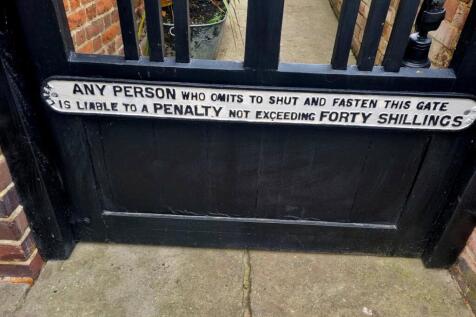 ANY PERSON WHO OMITS TO SHUT AND FASTEN THIS GATE
IS LIABLE TO A PENALTY NOT EXCEEDING FORTY SHILLINGS